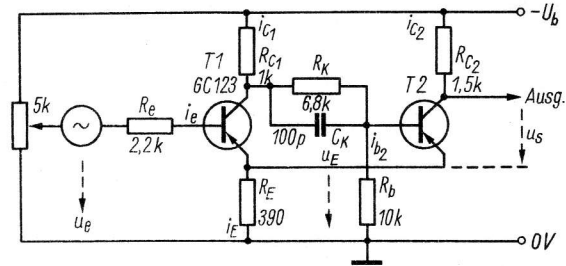 i_C1
i_C2
-U_b
R_C1
1k
T1
6C123
R_K
6,8k
T2
R_C2
1,5k
5k
R_e
2,2k
i_e
100p
C_K
i_b2
Ausg.
u_s
u_e
R_E
390
i_E
u_E
R_b
10k
0V